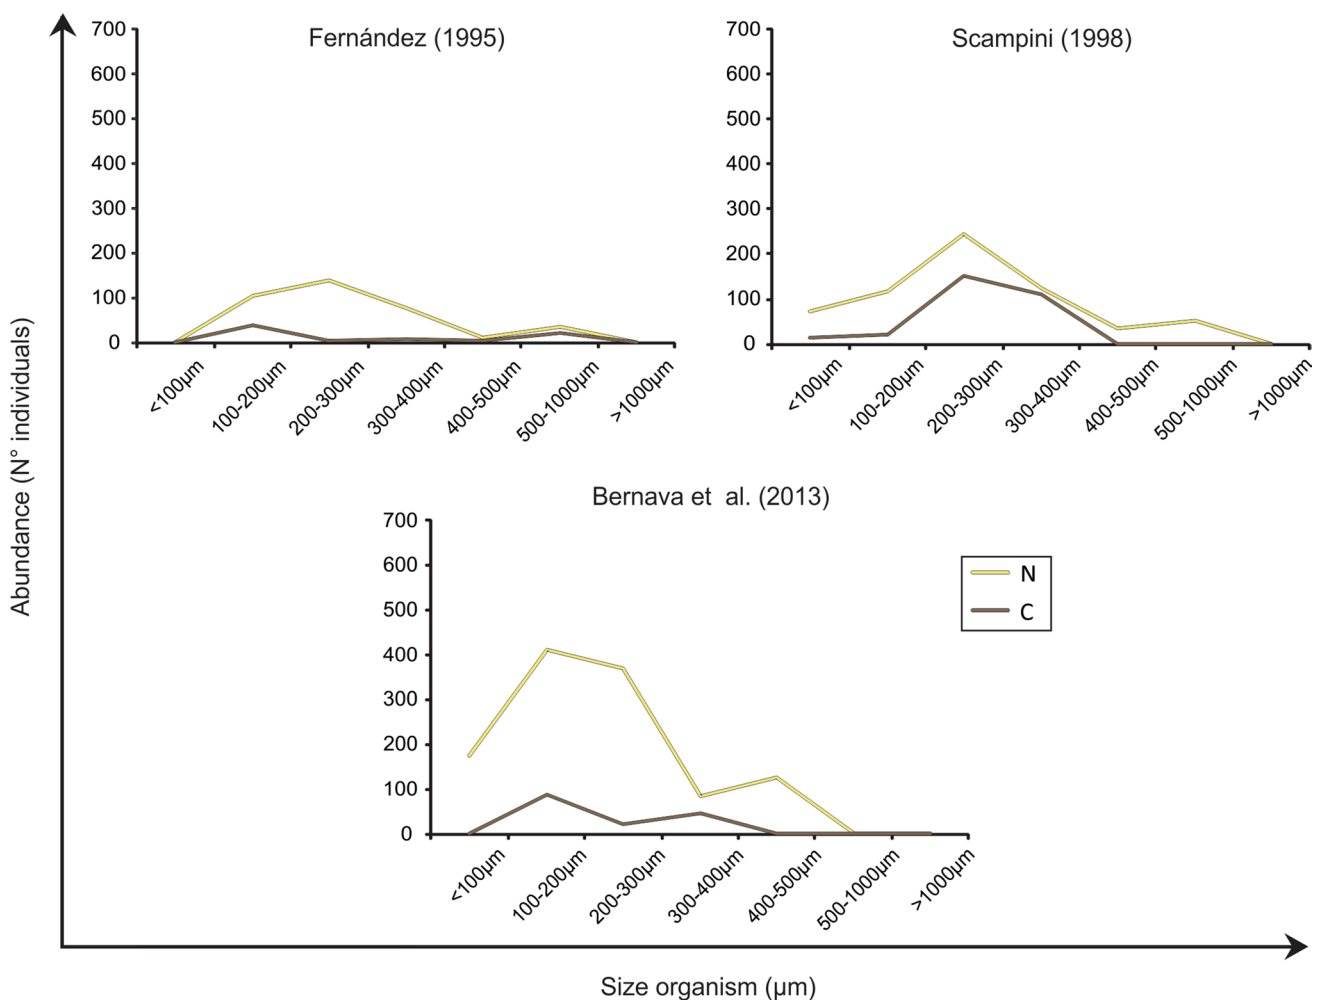 Fernández (1995)
700
600
500
400
300
200
100
0
<100µm
100-200µm
200-300µm
300-400µm
400-500µm
500-1000µm
>1000µm
Scampini (1998)
700
600
500
400
300
200
100
0
<100µm
100-200µm
200-300µm
300-400µm
400-500µm
500-1000µm
>1000µm
Abundance (N° individuals)
Bernava et al. (2013)
700
600
500
400
300
200
100
0
<100µm
100-200µm
200-300µm
300-400µm
400-500µm
500-1000µm
>1000µm
N
C
Size organism (µm)